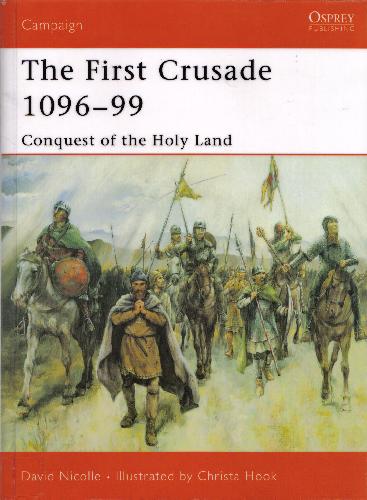 Campaign
OSPREY
PUBLISHING
The First Crusade
1096–99
Conquest of the Holy Land
David Nicolle • Illustrated by Christa Hook